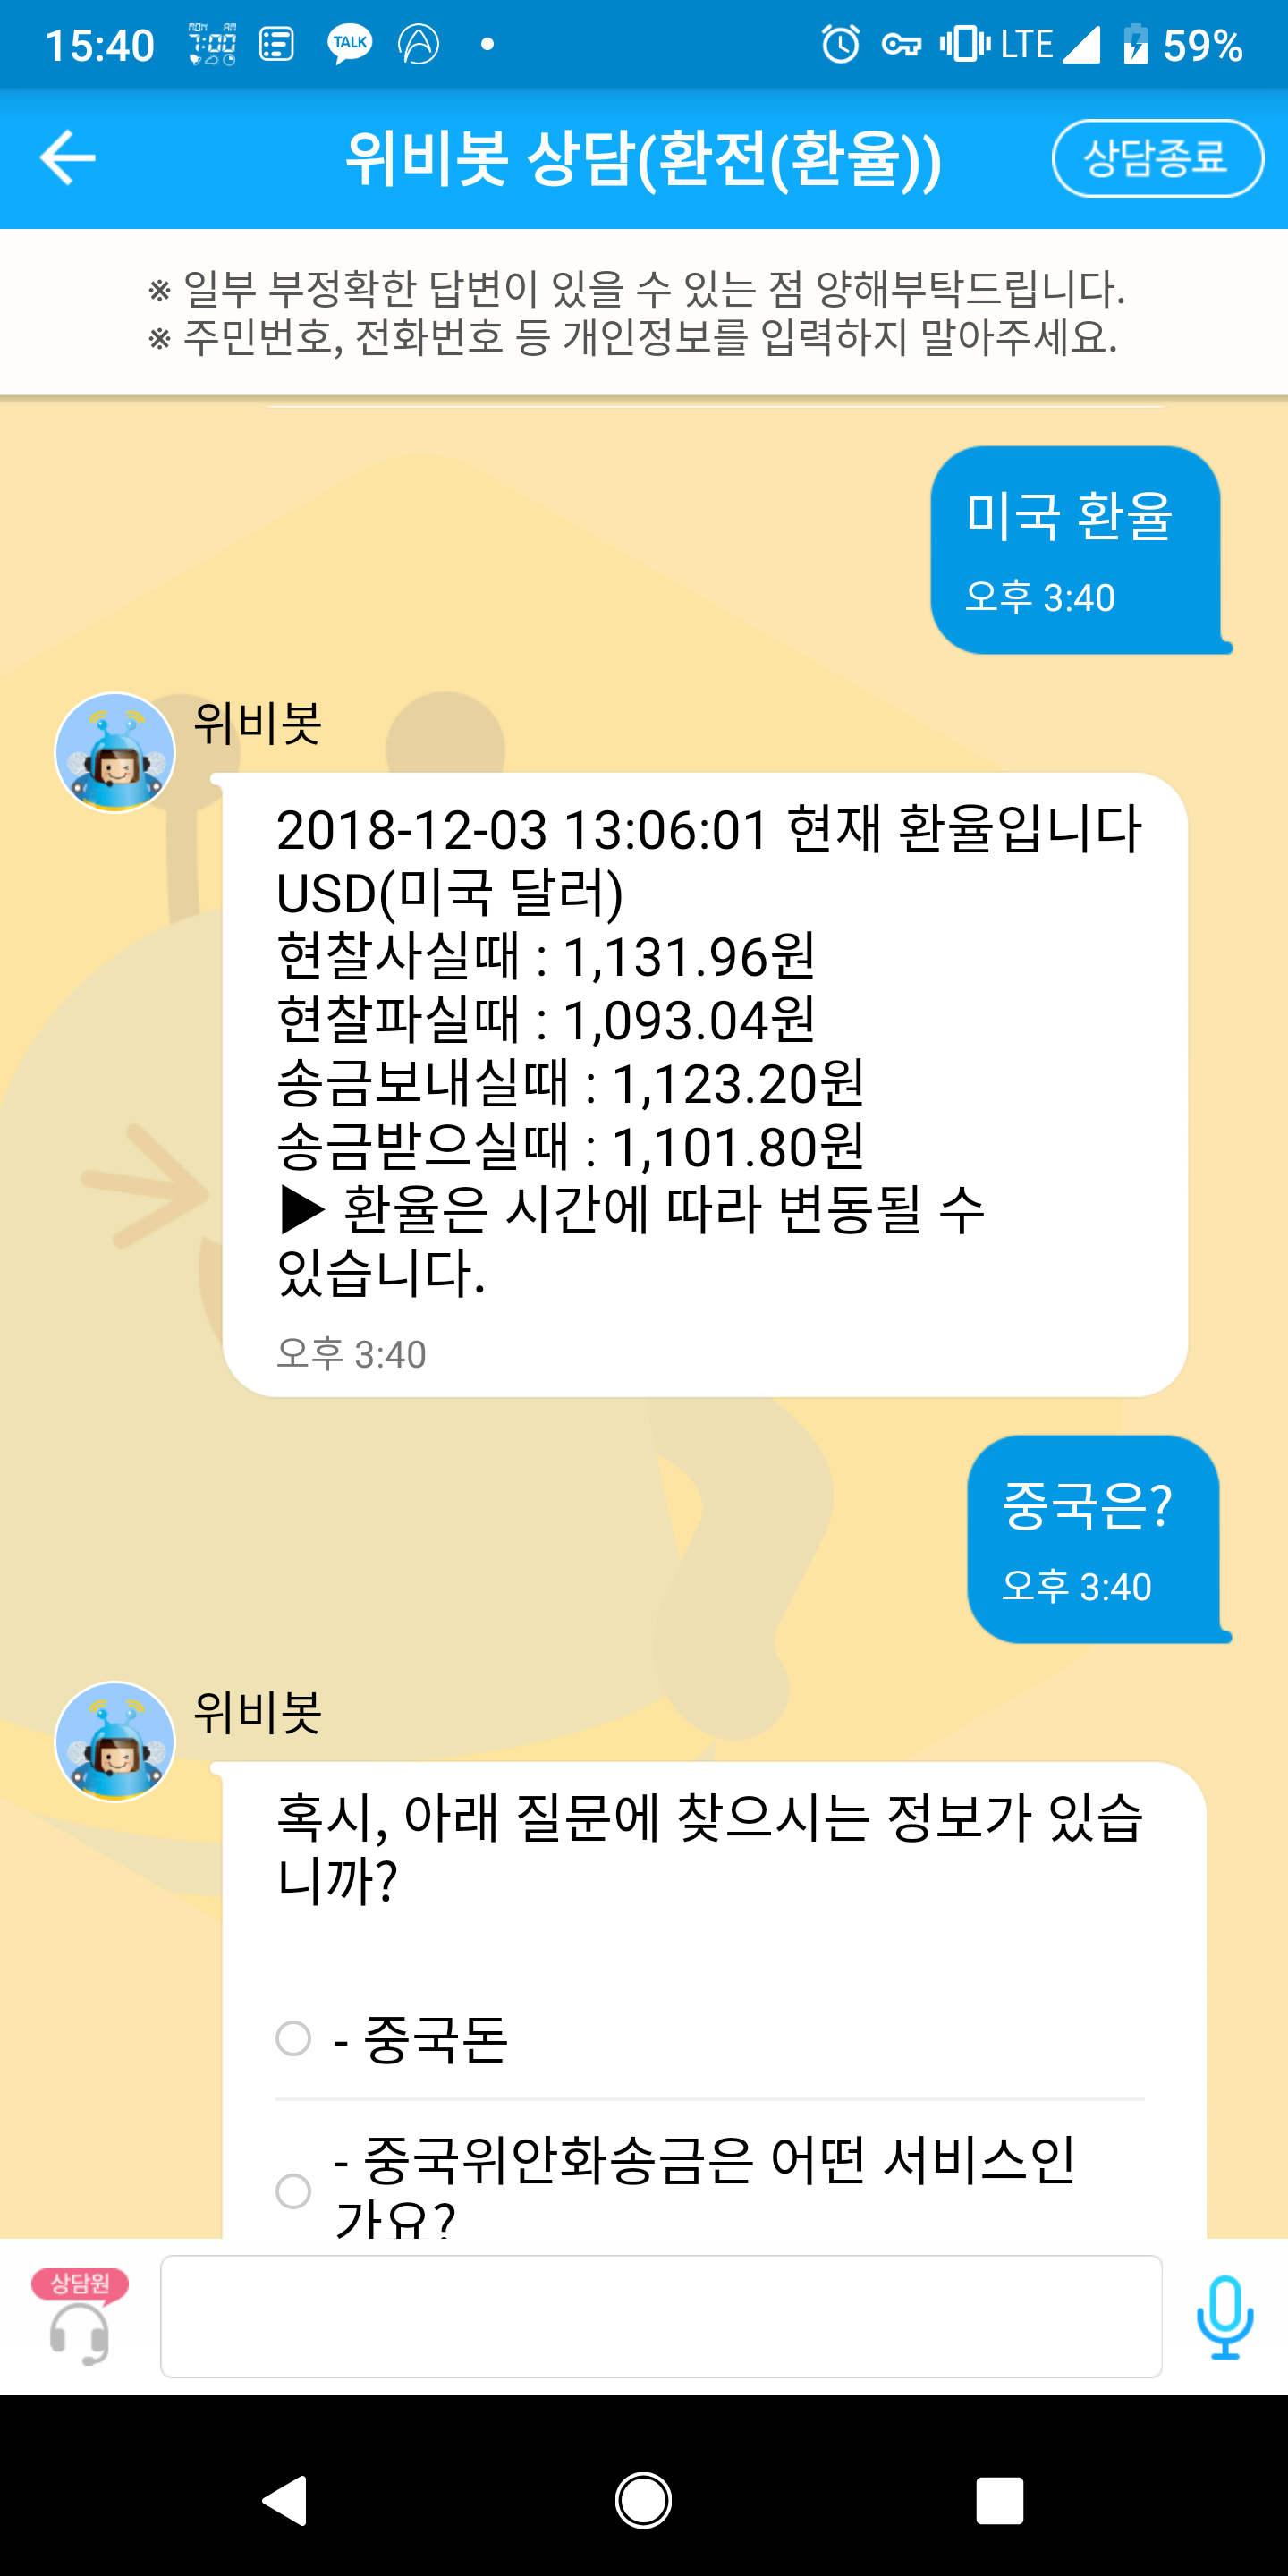 15:40
MON AM
7:00
TALK
LTE
59%
위비봇 상담(환전(환율))
상담종료
※ 일부 부정확한 답변이 있을 수 있는 점 양해부탁드립니다.
※ 주민번호, 전화번호 등 개인정보를 입력하지 말아주세요.
미국 환율
오후 3:40
위비봇
2018-12-03 13:06:01 현재 환율입니다
USD(미국 달러)
현찰사실때 : 1,131.96원
현찰파실때 : 1,093.04원
송금보내실때 : 1,123.20원
송금받으실때 : 1,101.80원
▶ 환율은 시간에 따라 변동될 수
있습니다.
오후 3:40
중국은?
오후 3:40
위비봇
혹시, 아래 질문에 찾으시는 정보가 있습
니까?
- 중국돈
- 중국위안화송금은 어떤 서비스인
가요?
상담원